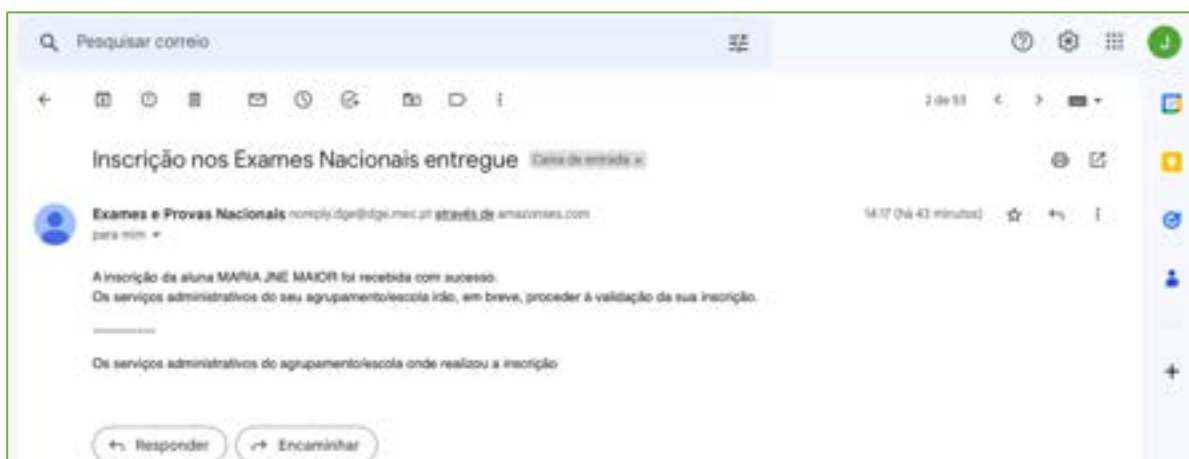 Pesquisar correio
2 de 53
Inscrição nos Exames Nacionais entregue Caixa de entrada x
Exames e Provas Nacionais noreply.dge@dge.mec.pt através de amazonses.com
14:17 (há 43 minutos)
para mim
A inscrição da aluna MARIA JNE MAIOR foi recebida com sucesso.
Os serviços administrativos do seu agrupamento/escola irão, em breve, proceder à validação da sua inscrição.
Os serviços administrativos do agrupamento/escola onde realizou a inscrição
Responder
Encaminhar
J